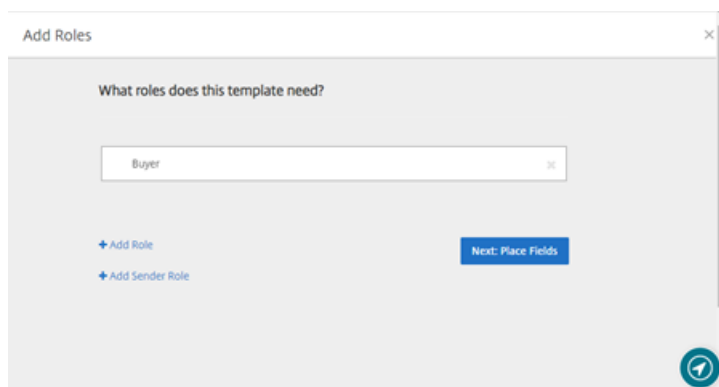 Add Roles
What roles does this template need?
Buyer
+ Add Role
Next: Place Fields
+ Add Sender Role